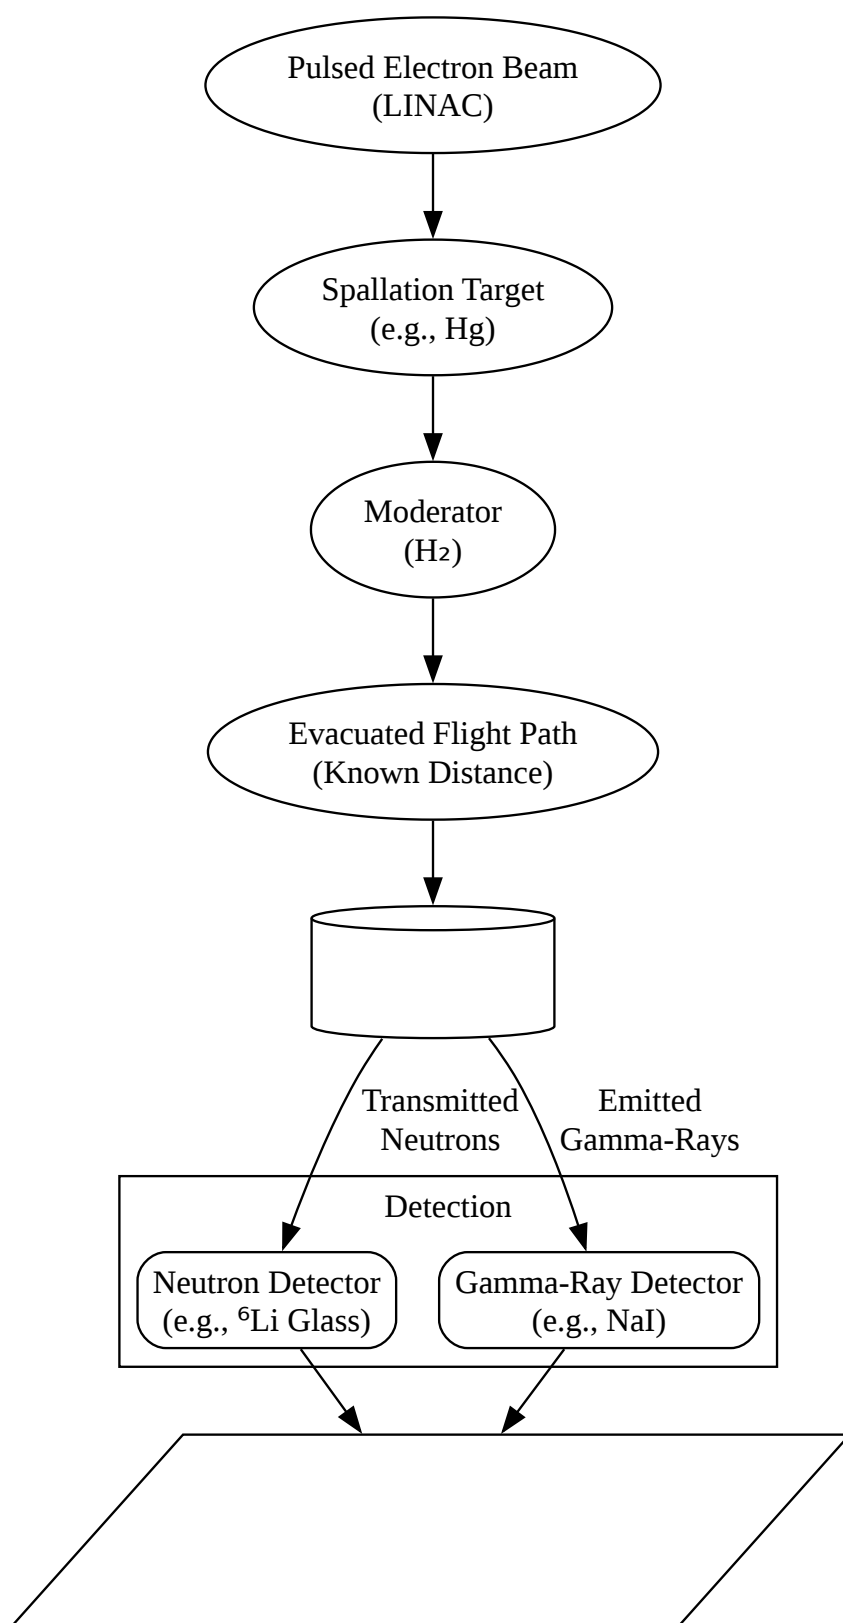 Pulsed Electron Beam
(LINAC)
Spallation Target
(e.g., Hg)
Moderator
(H₂)
Evacuated Flight Path
(Known Distance)
Transmitted
Neutrons
Emitted
Gamma-Rays
Detection
Neutron Detector
(e.g., ⁶Li Glass)
Gamma-Ray Detector
(e.g., NaI)